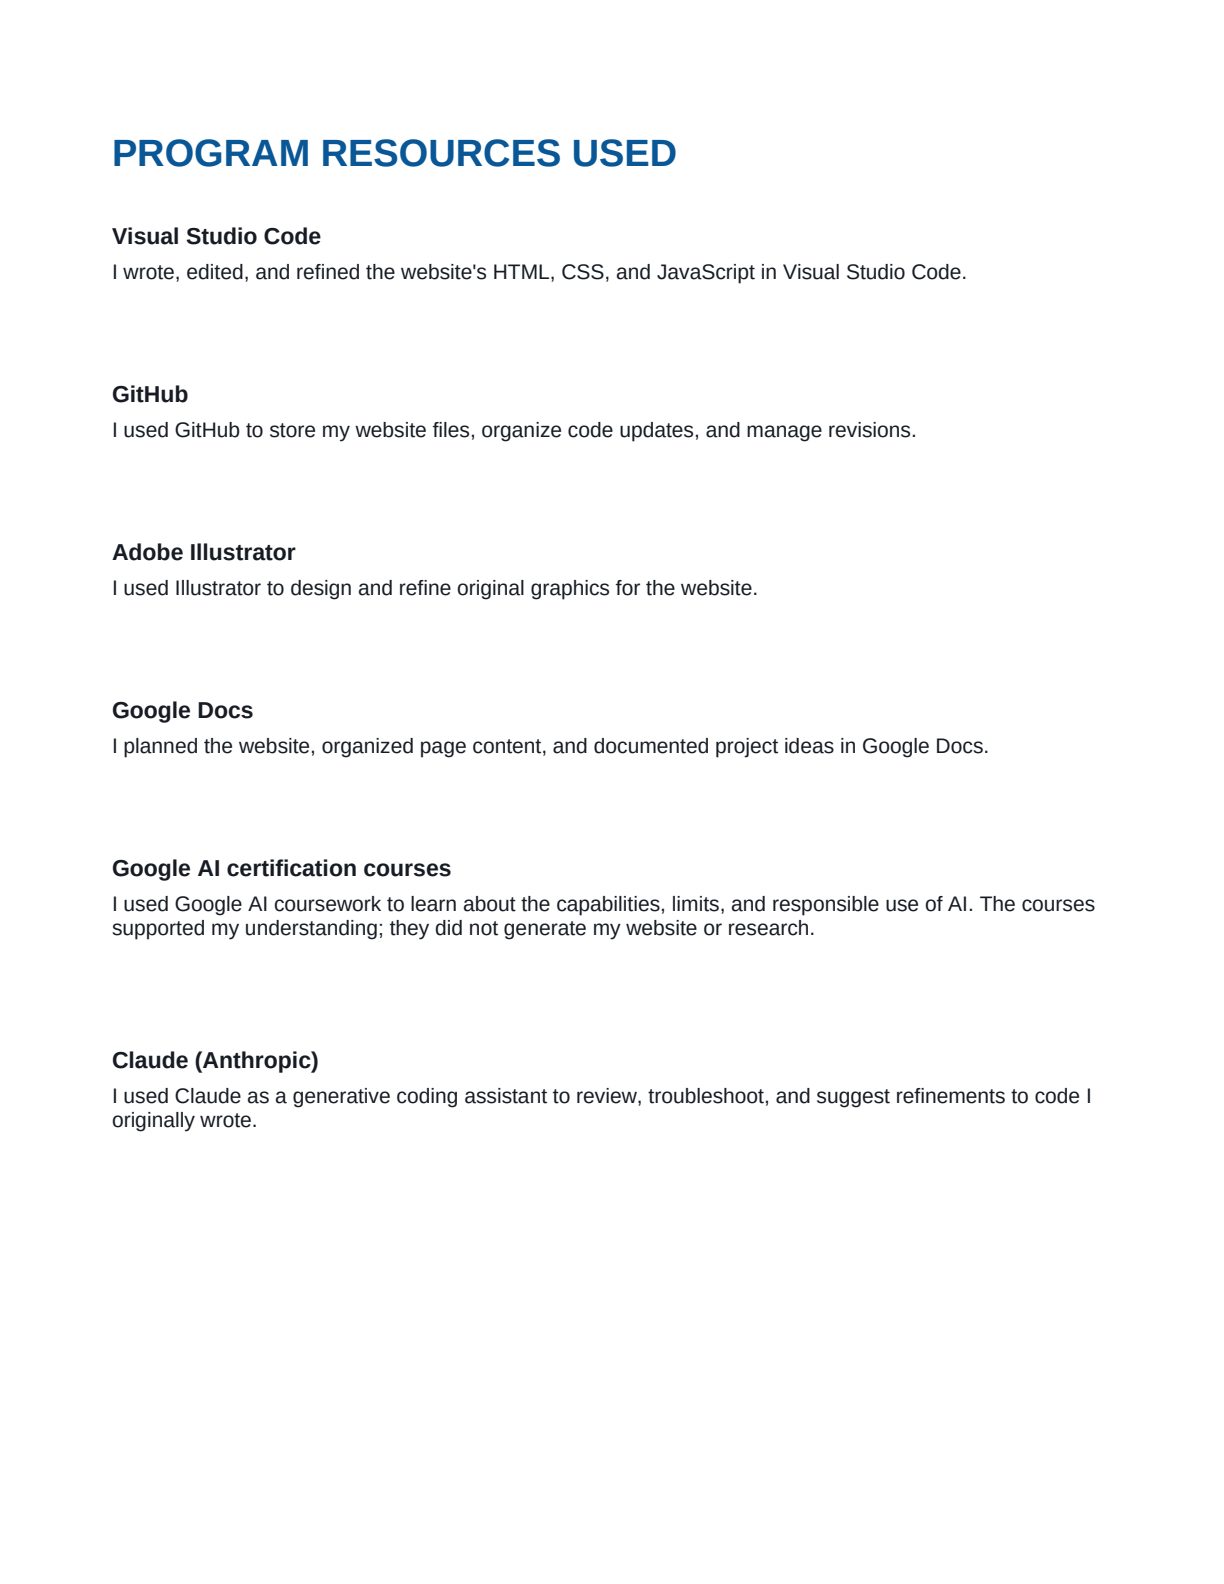 PROGRAM RESOURCES USED
Visual Studio Code
I wrote, edited, and refined the website's HTML, CSS, and JavaScript in Visual Studio Code.
GitHub
I used GitHub to store my website files, organize code updates, and manage revisions.
Adobe Illustrator
I used Illustrator to design and refine original graphics for the website.
Google Docs
I planned the website, organized page content, and documented project ideas in Google Docs.
Google AI certification courses
I used Google AI coursework to learn about the capabilities, limits, and responsible use of AI. The courses
supported my understanding; they did not generate my website or research.
Claude (Anthropic)
I used Claude as a generative coding assistant to review, troubleshoot, and suggest refinements to code I
originally wrote.